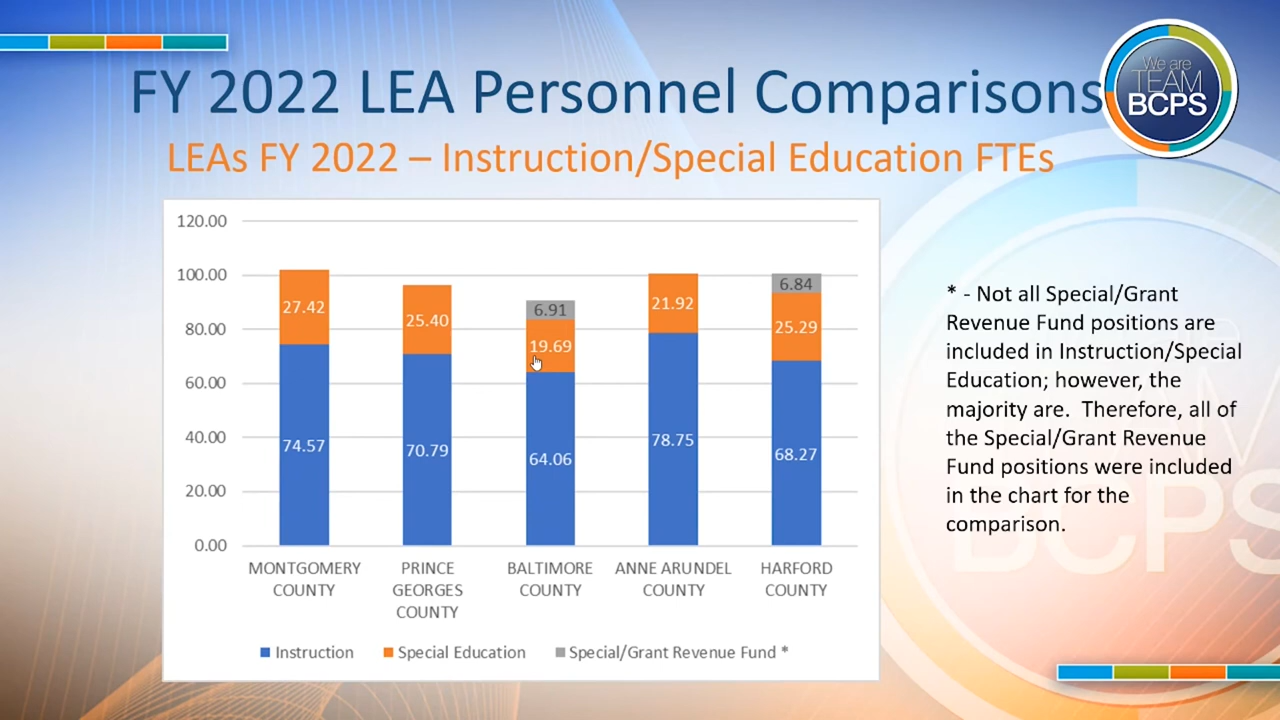 We are
TEAM
BCPS
FY 2022 LEA Personnel Comparisons
LEAs FY 2022 – Instruction/Special Education FTEs
120.00
100.00
80.00
60.00
40.00
20.00
0.00
27.42
74.57
25.40
70.79
6.91
19.69
64.06
21.92
78.75
6.84
25.29
68.27
MONTGOMERY
COUNTY
PRINCE
GEORGES
COUNTY
BALTIMORE
COUNTY
ANNE ARUNDEL
COUNTY
HARFORD
COUNTY
Instruction
Special Education
Special/Grant Revenue Fund *
* - Not all Special/Grant
Revenue Fund positions are
included in Instruction/Special
Education; however, the
majority are. Therefore, all of
the Special/Grant Revenue
Fund positions were included
in the chart for the
comparison.
BCPS